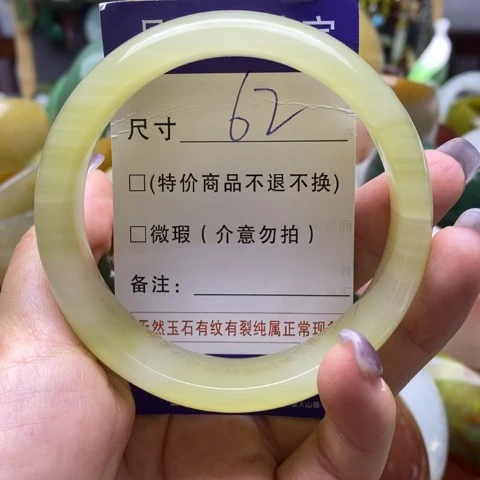 尺寸 62
□(特价商品不退不换)
□微瑕(介意勿拍)
备注:
天然玉石有纹有裂纯属正常现